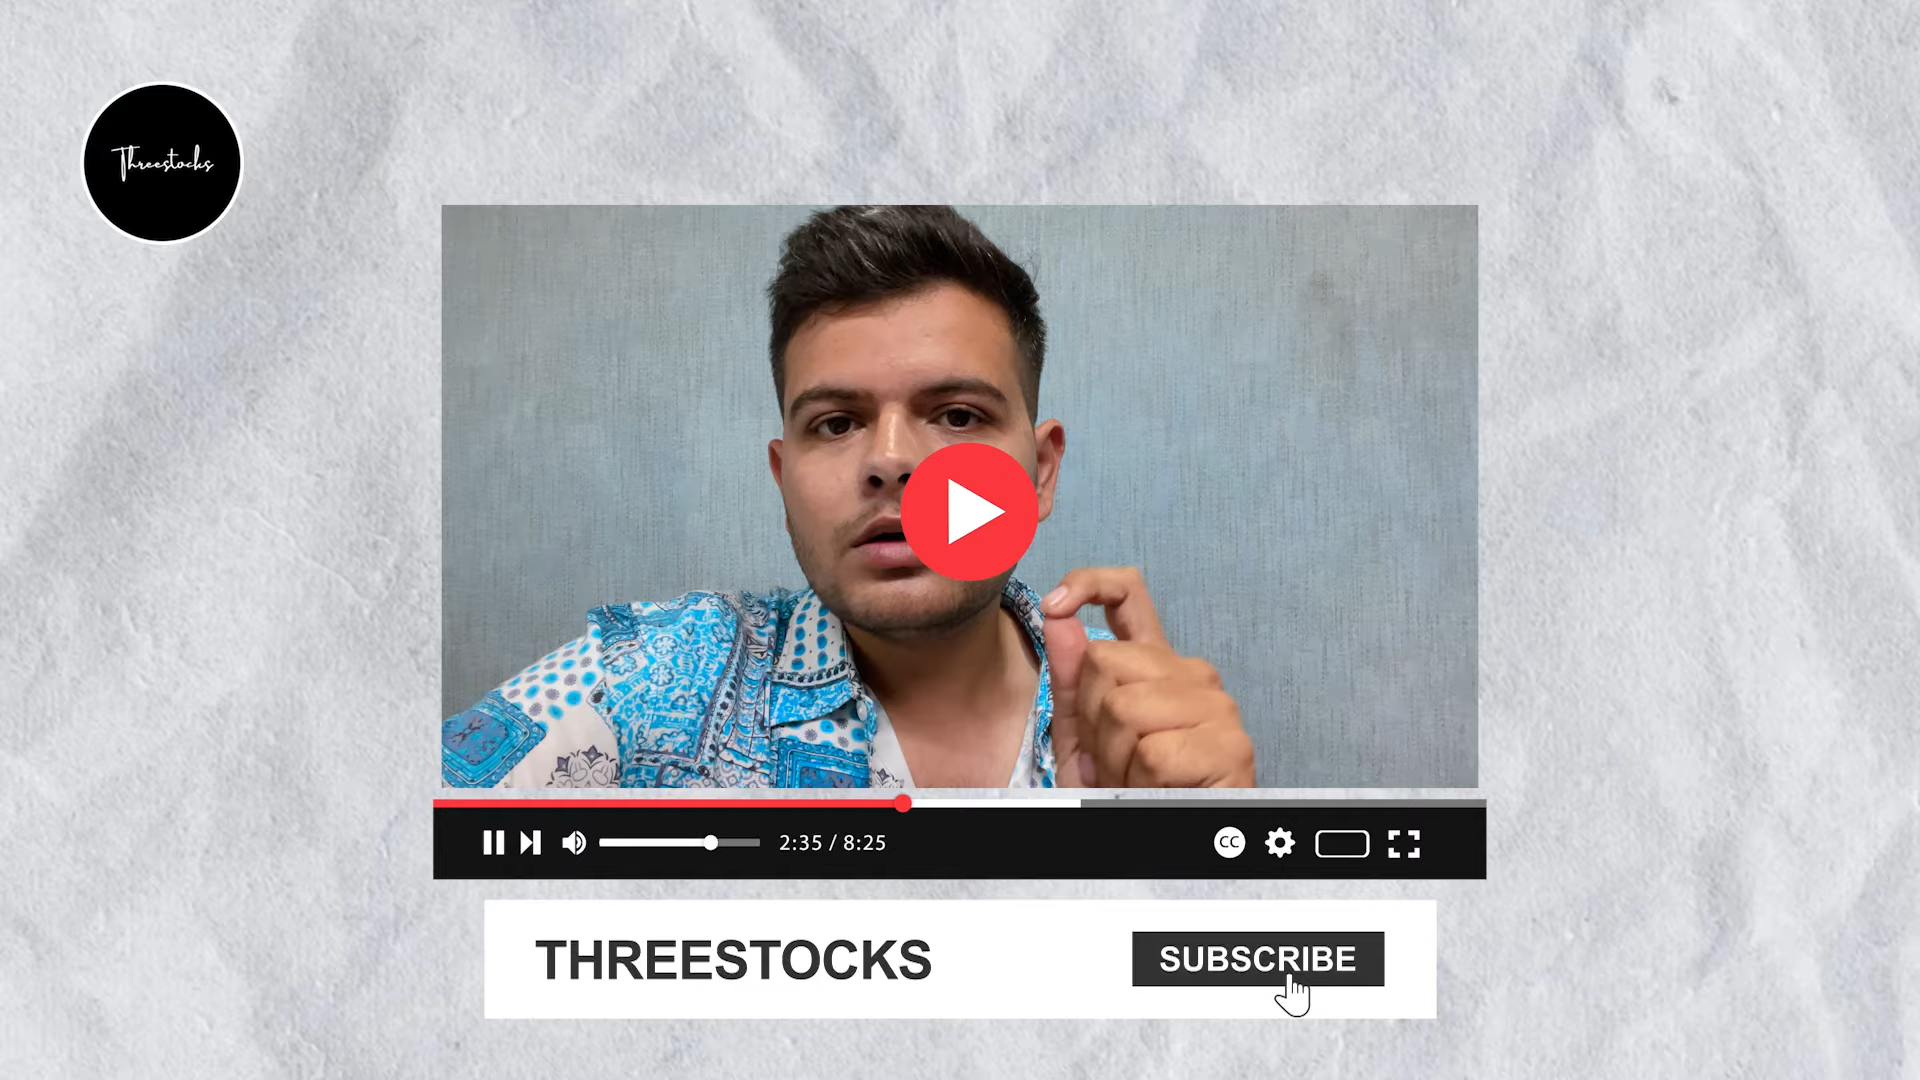 Threestocks
2:35 / 8:25
CC
THREESTOCKS
SUBSCRIBE